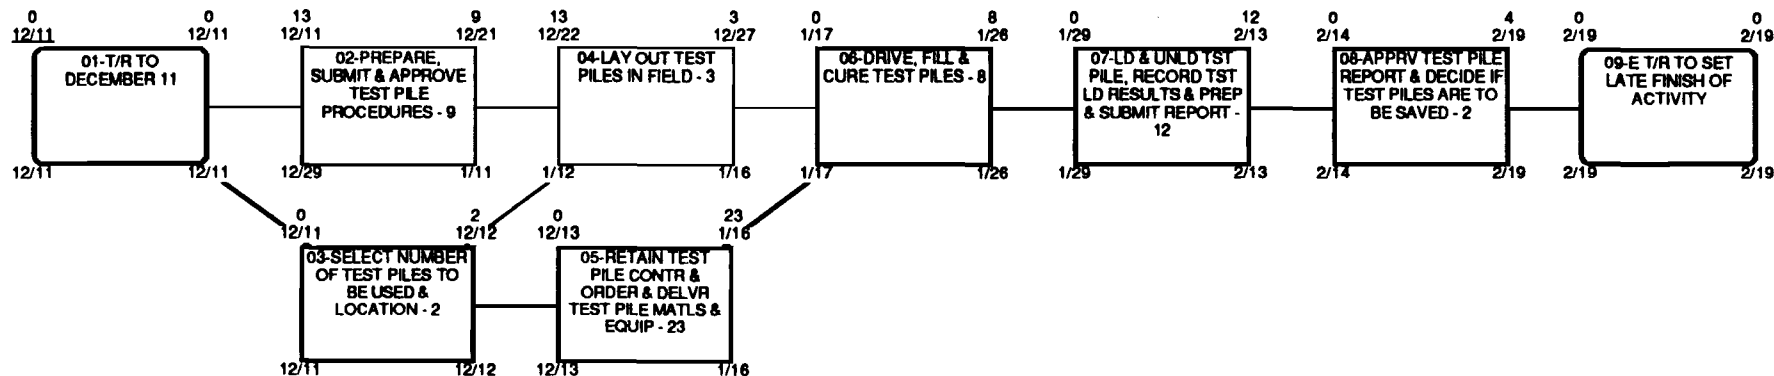 0 0 13 9 13 3 0 8 0 12 0 4 0 0
12/11 12/11 12/11 12/21 12/22 12/27 1/17 1/26 1/29 2/13 2/14 2/19 2/19 2/19
01-T/R TO
DECEMBER 11
02-PREPARE,
SUBMIT & APPROVE
TEST PILE
PROCEDURES - 9
04-LAY OUT TEST
PILES IN FIELD - 3
06-DRIVE, FILL &
CURE TEST PILES - 8
07-LD & UNLD TST
PILE, RECORD TST
LD RESULTS & PREP
& SUBMIT REPORT -
12
08-APPRV TEST PILE
REPORT & DECIDE IF
TEST PILES ARE TO
BE SAVED - 2
09-E T/R TO SET
LATE FINISH OF
ACTIVITY
12/11 12/11 12/29 1/11 1/12 1/16 1/17 1/26 1/29 2/13 2/14 2/19 2/19 2/19
0 2 0 23
12/11 12/12 12/13 1/16
03-SELECT NUMBER
OF TEST PILES TO
BE USED &
LOCATION - 2
05-RETAIN TEST
PILE CONTR &
ORDER & DELVR
TEST PILE MATLS &
EQUIP - 23
12/11 12/12 12/13 1/16